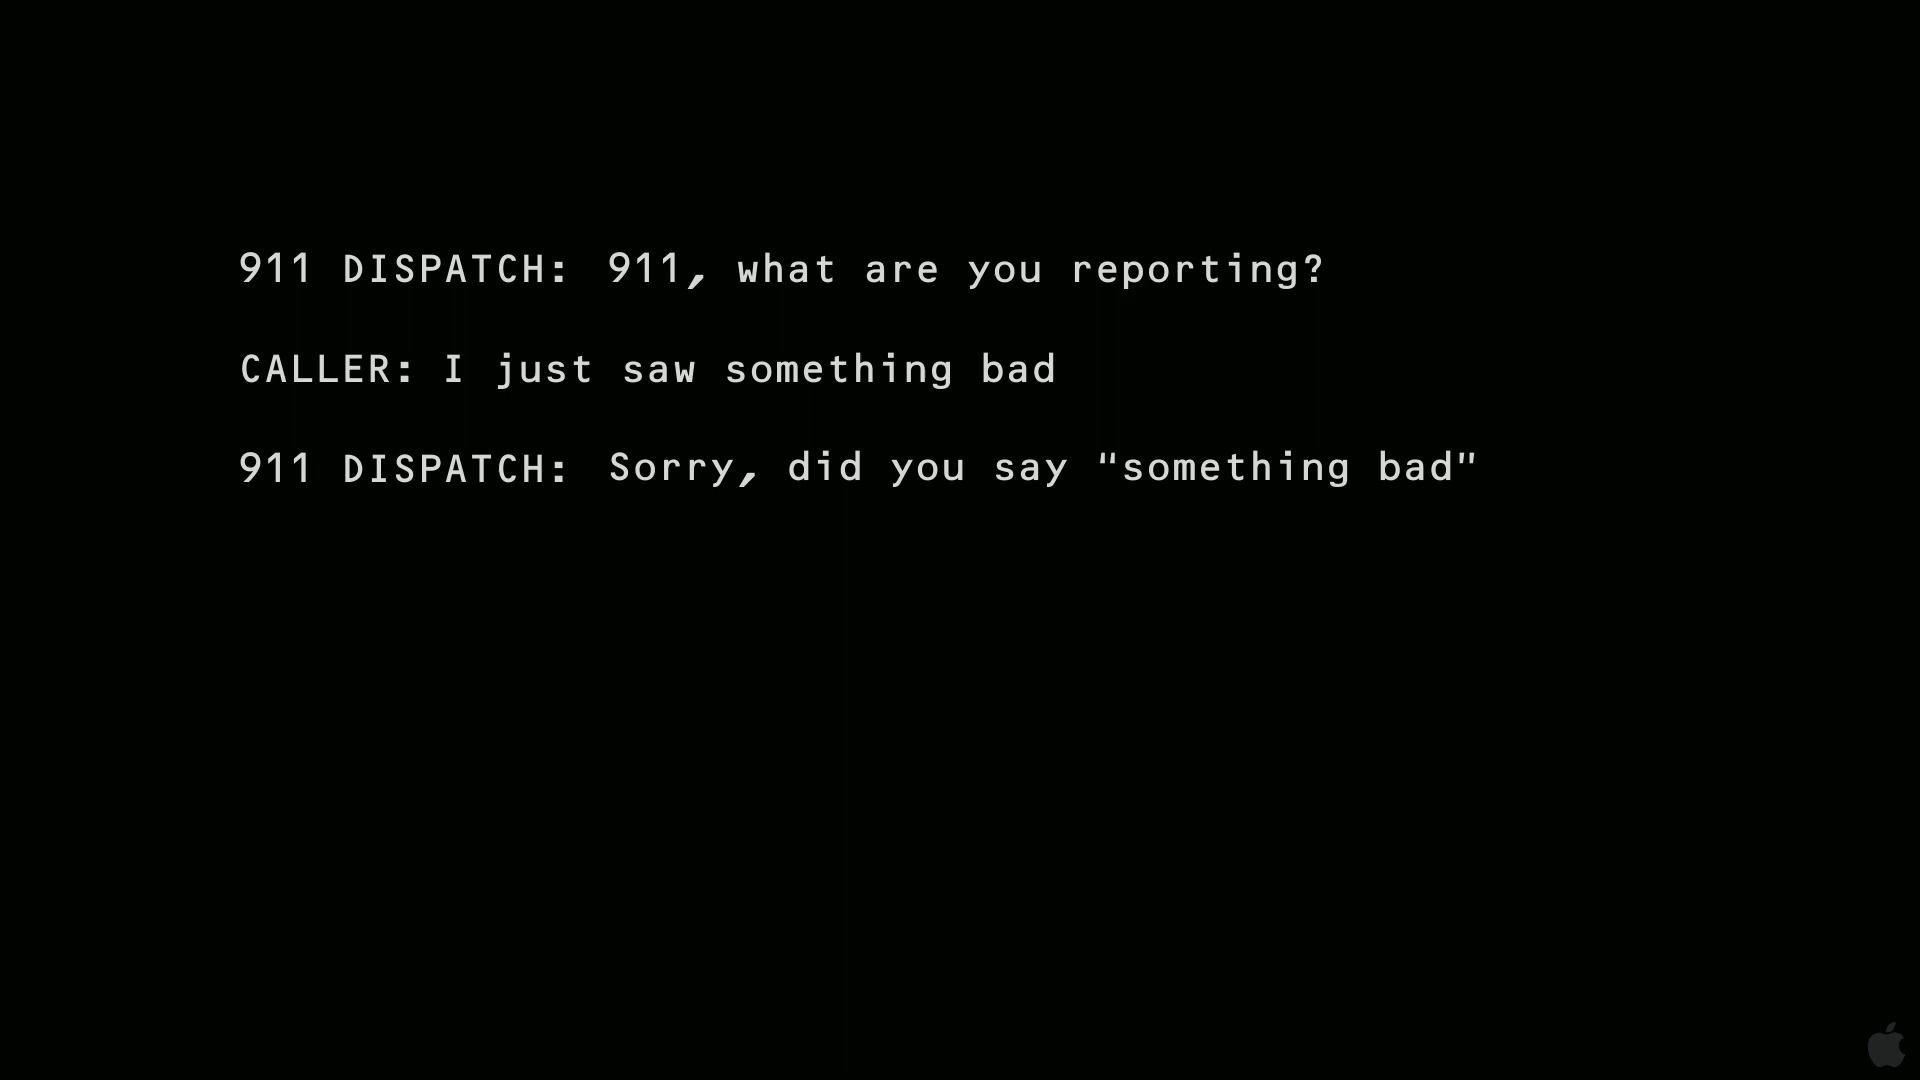 911 DISPATCH: 911, what are you reporting?
CALLER: I just saw something bad
911 DISPATCH: Sorry, did you say “something bad”